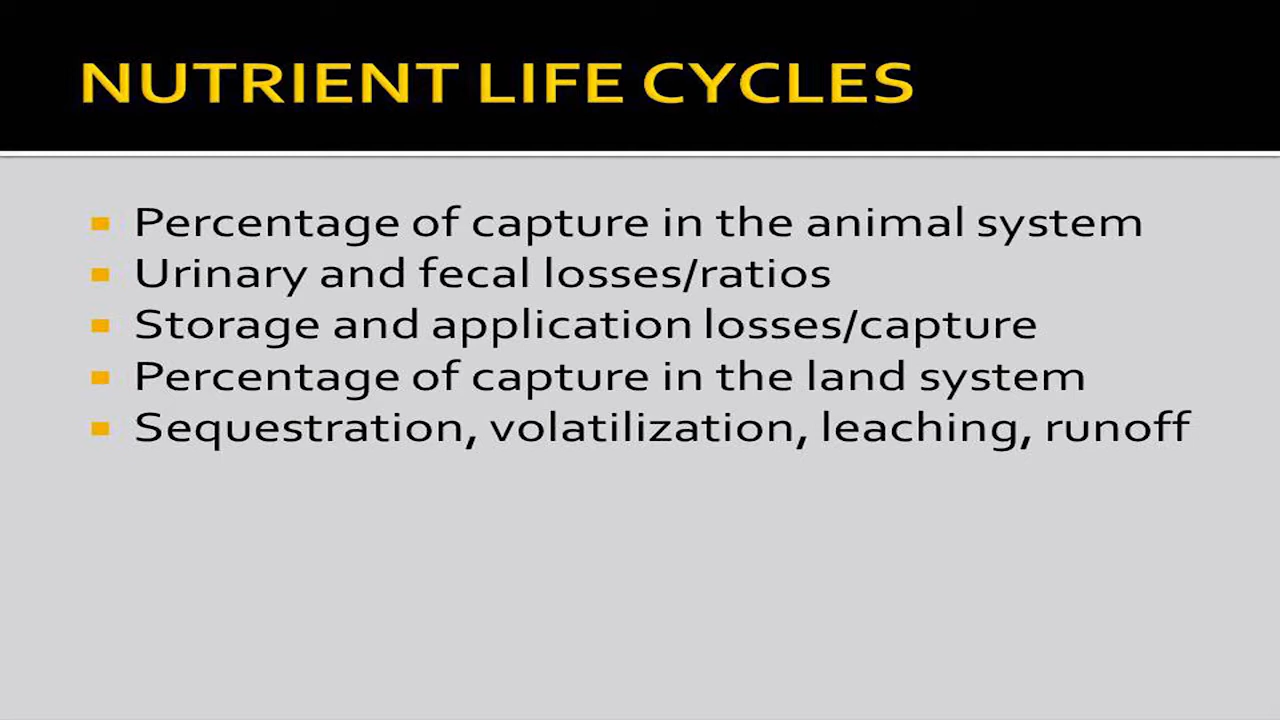 NUTRIENT LIFE CYCLES
Percentage of capture in the animal system
Urinary and fecal losses/ratios
Storage and application losses/capture
Percentage of capture in the land system
Sequestration, volatilization, leaching, runoff